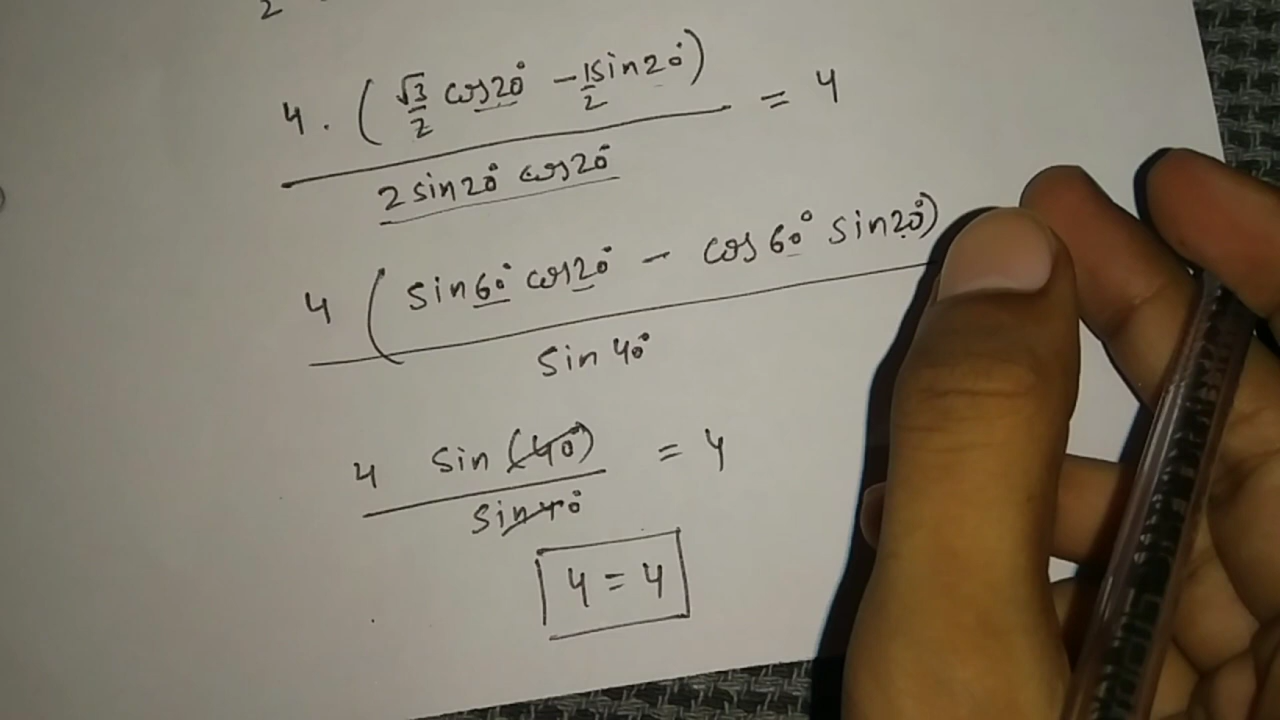 2
4 . ( √3/2 cos20° - 1/2 sin20° ) = 4
2 sin20° cos20°
4 ( sin60° cos20° - cos60° sin20° )
sin 40°
4 sin (40°) = 4
sin 40°
4 = 4